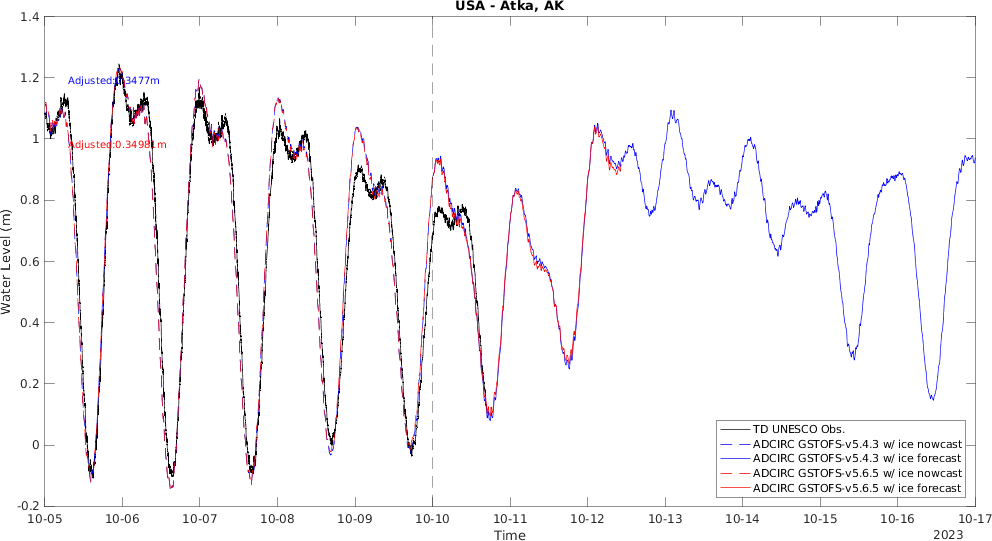 USA - Atka, AK
1.4
1.2
1
0.8
0.6
0.4
0.2
0
-0.2
Water Level (m)
Adjusted:0.3477m
Adjusted:0.34981m
TD UNESCO Obs.
ADCIRC GSTOFS-v5.4.3 w/ ice nowcast
ADCIRC GSTOFS-v5.4.3 w/ ice forecast
ADCIRC GSTOFS-v5.6.5 w/ ice nowcast
ADCIRC GSTOFS-v5.6.5 w/ ice forecast
10-05 10-06 10-07 10-08 10-09 10-10 10-11 10-12 10-13 10-14 10-15 10-16 10-17
Time
2023